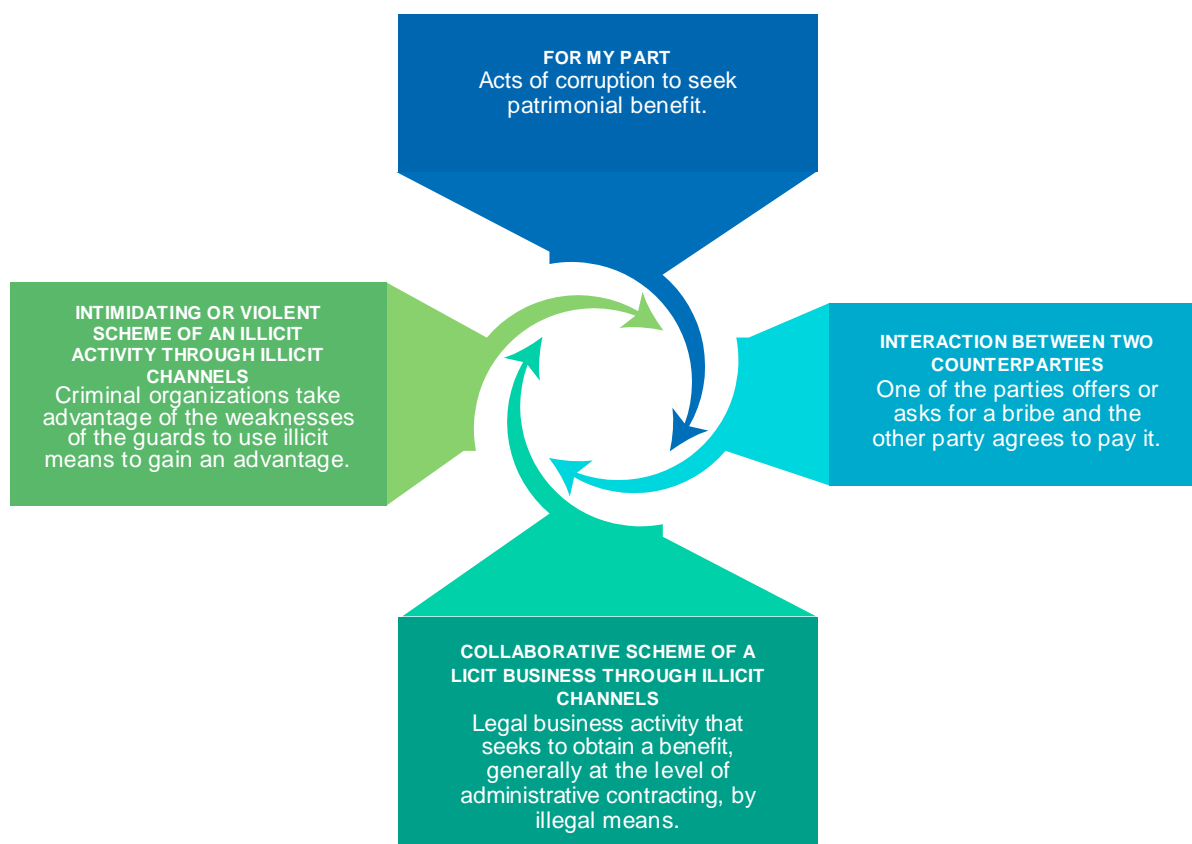 FOR MY PART
Acts of corruption to seek
patrimonial benefit.
INTIMIDATING OR VIOLENT
SCHEME OF AN ILLICIT
ACTIVITY THROUGH ILLICIT
CHANNELS
Criminal organizations take
advantage of the weaknesses
of the guards to use illicit
means to gain an advantage.
INTERACTION BETWEEN TWO
COUNTERPARTIES
One of the parties offers or
asks for a bribe and the
other party agrees to pay it.
COLLABORATIVE SCHEME OF A
LICIT BUSINESS THROUGH ILLICIT
CHANNELS
Legal business activity that
seeks to obtain a benefit,
generally at the level of
administrative contracting, by
illegal means.